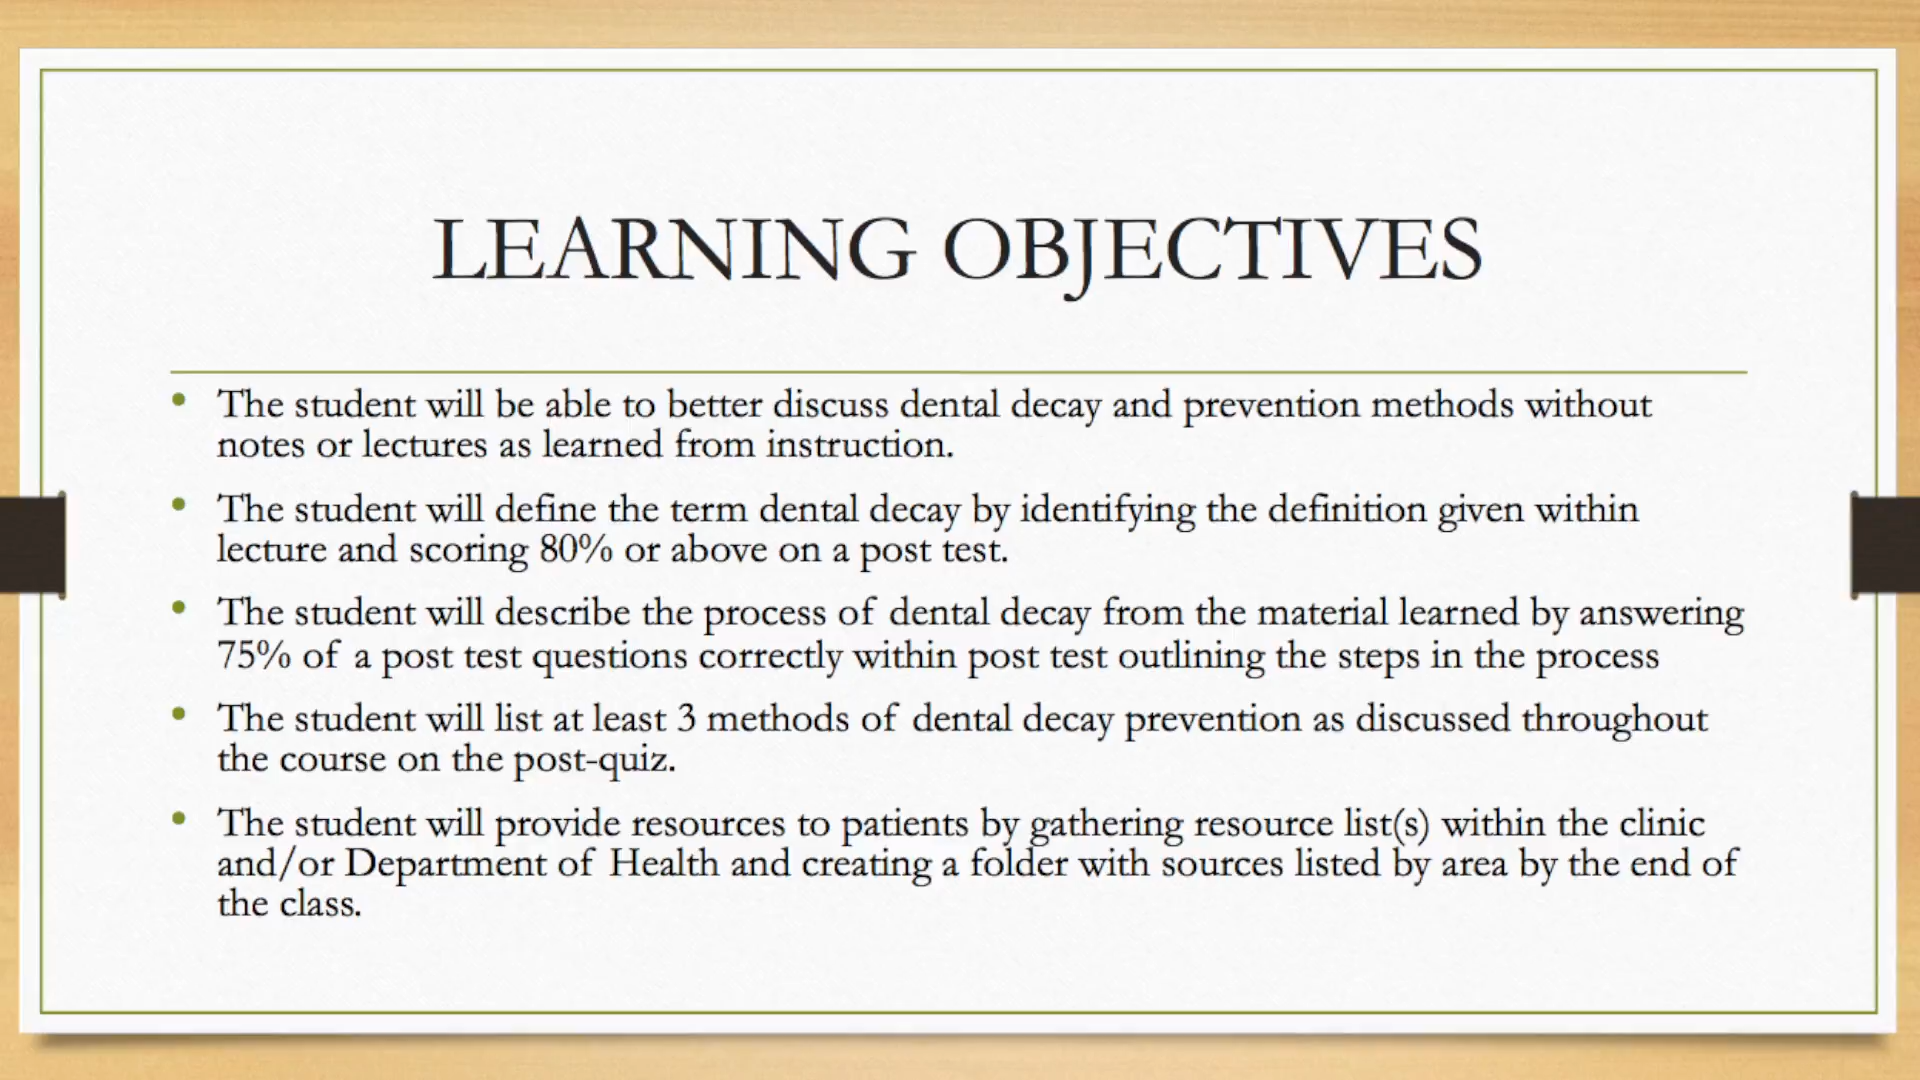 LEARNING OBJECTIVES
• The student will be able to better discuss dental decay and prevention methods without
notes or lectures as learned from instruction.
• The student will define the term dental decay by identifying the definition given within
lecture and scoring 80% or above on a post test.
• The student will describe the process of dental decay from the material learned by answering
75% of a post test questions correctly within post test outlining the steps in the process
• The student will list at least 3 methods of dental decay prevention as discussed throughout
the course on the post-quiz.
• The student will provide resources to patients by gathering resource list(s) within the clinic
and/or Department of Health and creating a folder with sources listed by area by the end of
the class.